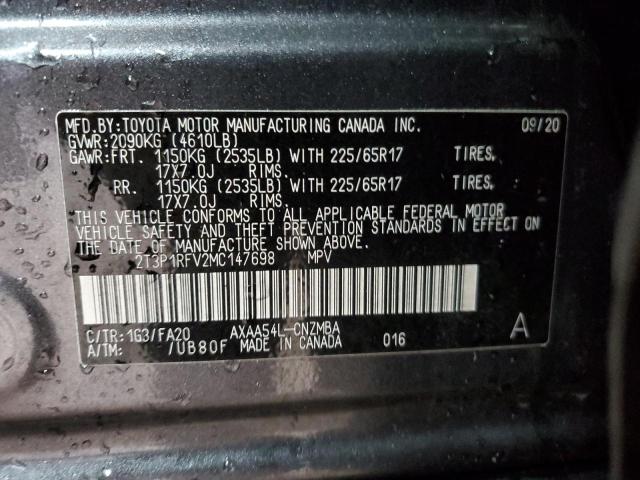 MFD.BY:TOYOTA MOTOR MANUFACTURING CANADA INC. 09/20
GVWR:2090KG (4610LB)
GAWR:FRT. 1150KG (2535LB) WITH 225/65R17 TIRES,
17X7.0J RIMS.
RR. 1150KG (2535LB) WITH 225/65R17 TIRES,
17X7.0J RIMS.
THIS VEHICLE CONFORMS TO ALL APPLICABLE FEDERAL MOTOR
VEHICLE SAFETY AND THEFT PREVENTION STANDARDS IN EFFECT ON
THE DATE OF MANUFACTURE SHOWN ABOVE.
2T3P1RFV2MC147698 MPV
C/TR: 1G3/FA20 AXAA54L-CNZMBA A
A/TM: /UB80F MADE IN CANADA 016